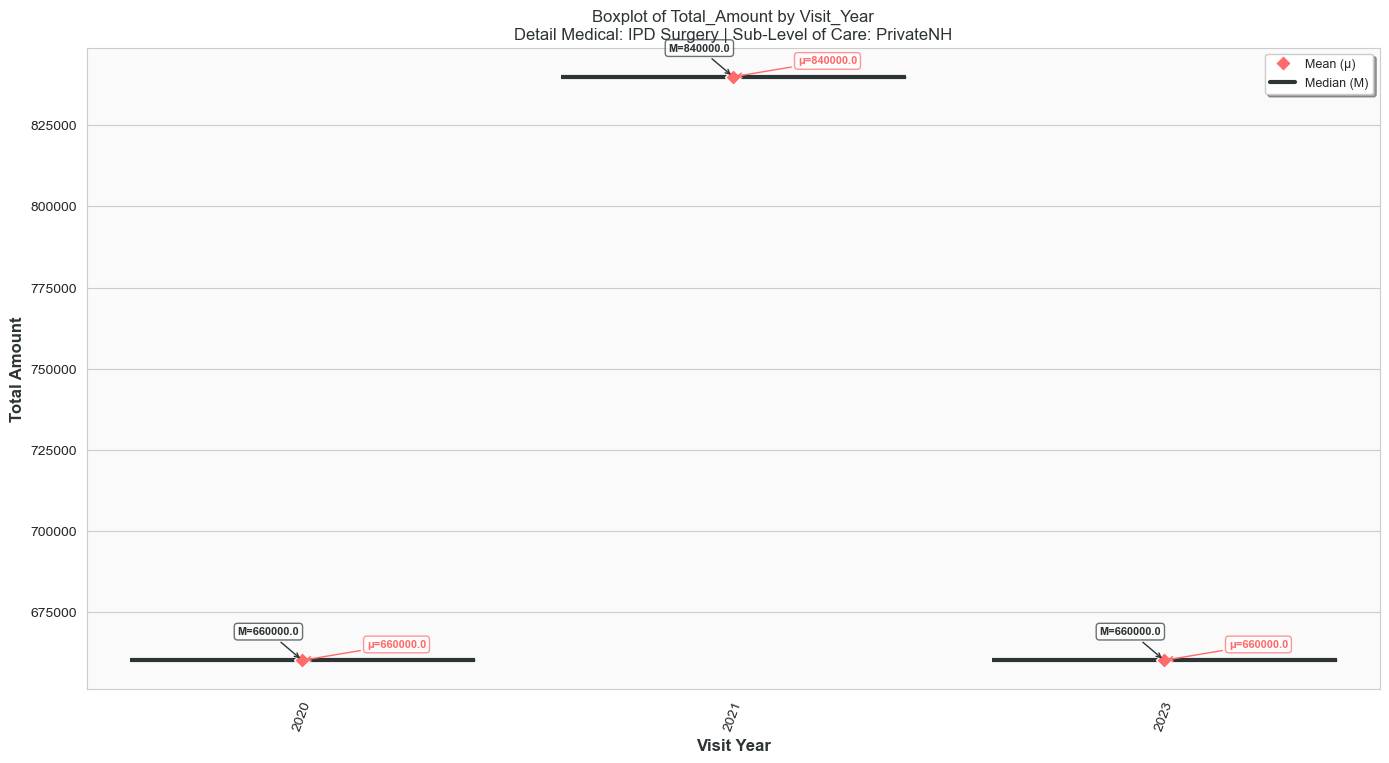 Boxplot of Total_Amount by Visit_Year
Detail Medical: IPD Surgery | Sub-Level of Care: PrivateNH
M=840000.0
μ=840000.0
Mean (μ)
Median (M)
825000
800000
775000
750000
725000
700000
675000
Total Amount
M=660000.0
μ=660000.0
M=660000.0
μ=660000.0
2020
2021
2023
Visit Year